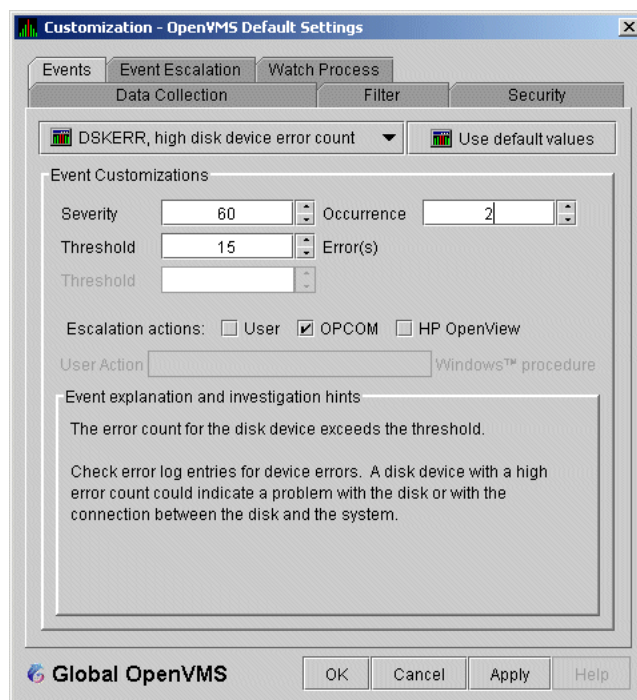 Customization - OpenVMS Default Settings
Events Event Escalation Watch Process
Data Collection Filter Security
DSKERR, high disk device error count Use default values
Event Customizations
Severity 60 Occurrence 2
Threshold 15 Error(s)
Threshold
Escalation actions: User OPCOM HP OpenView
User Action Windows™ procedure
Event explanation and investigation hints
The error count for the disk device exceeds the threshold.
Check error log entries for device errors. A disk device with a high
error count could indicate a problem with the disk or with the
connection between the disk and the system.
Global OpenVMS OK Cancel Apply Help